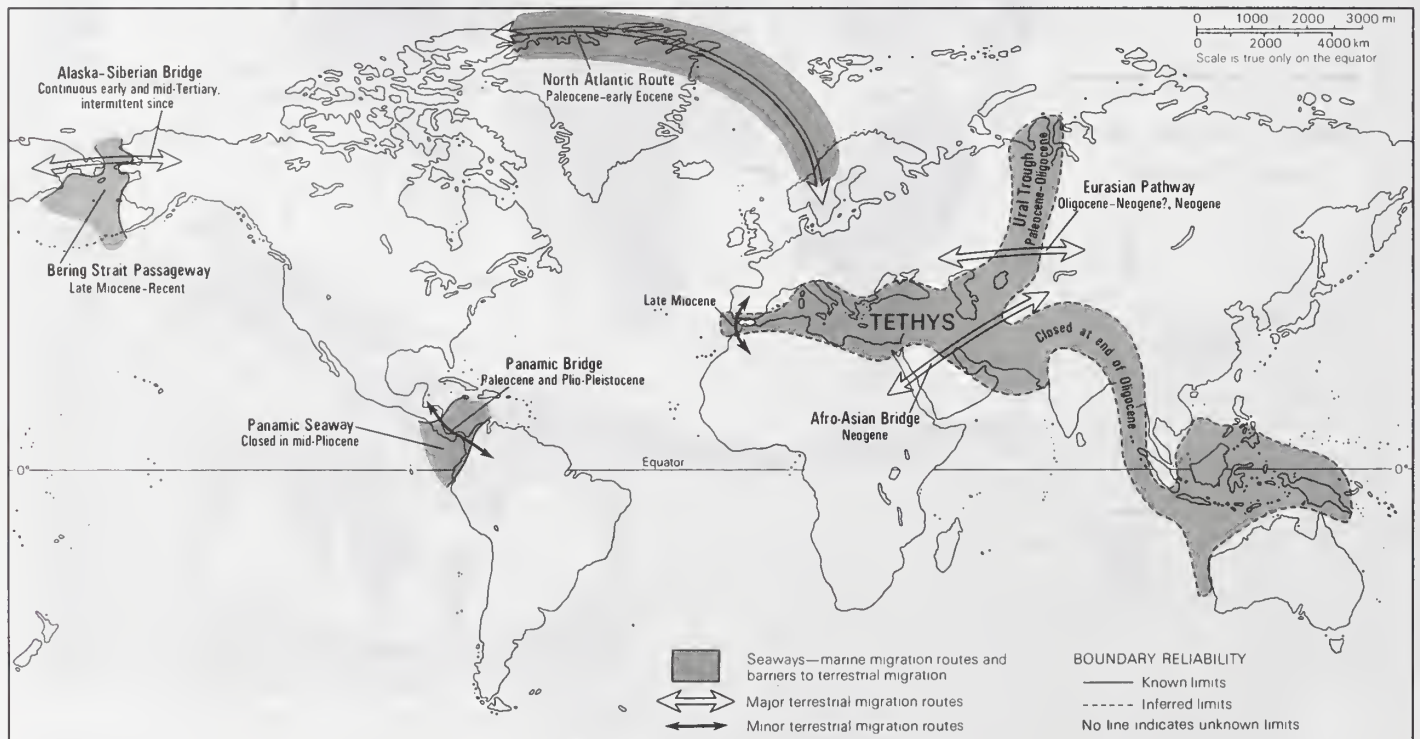 0 1000 2000 3000 mi
0 2000 4000 km
Scale is true only on the equator
Alaska-Siberian Bridge
Continuous early and mid-Tertiary,
intermittent since
North Atlantic Route
Paleocene-early Eocene
Ural Trough
Paleocene-Oligocene
Eurasian Pathway
Oligocene-Neogene?, Neogene
Bering Strait Passageway
Late Miocene-Recent
Late Miocene
TETHYS
Closed at end of Oligocene
Panamic Bridge
Paleocene and Plio-Pleistocene
Panamic Seaway
Closed in mid-Pliocene
Afro-Asian Bridge
Neogene
0°
Equator
0°
Seaways—marine migration routes and
barriers to terrestrial migration
Major terrestrial migration routes
Minor terrestrial migration routes
BOUNDARY RELIABILITY
Known limits
Inferred limits
No line indicates unknown limits